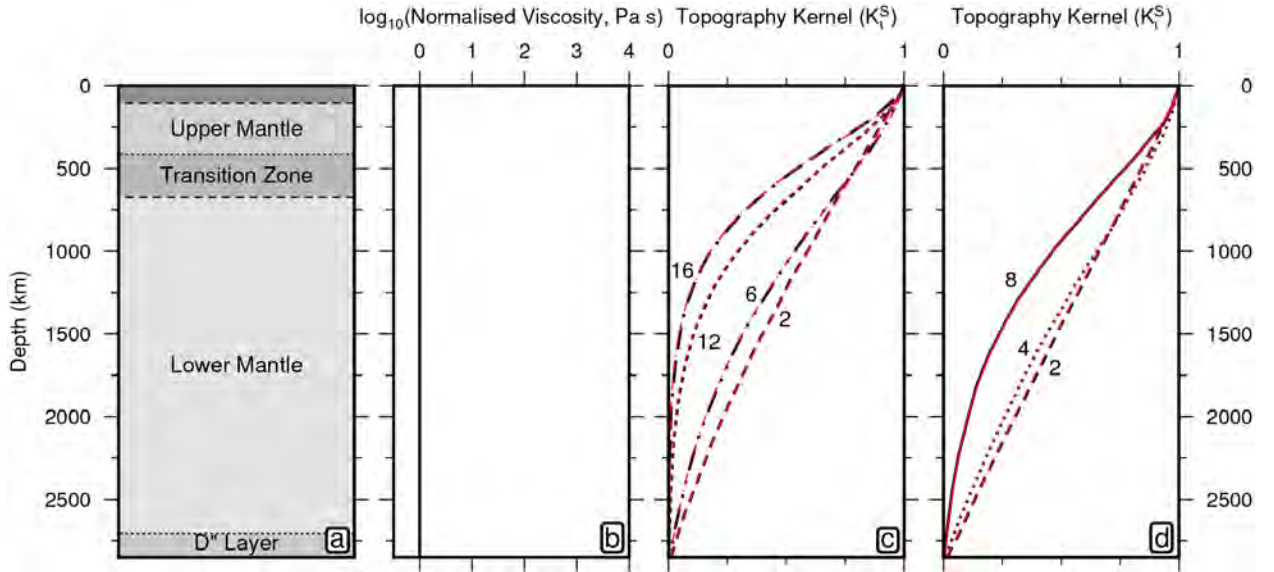 log₁₀(Normalised Viscosity, Pa s)
Topography Kernel (Kₗˢ)
Topography Kernel (Kₗˢ)
0 1 2 3 4
0 1
0 1
Depth (km)
0
500
1000
1500
2000
2500
Upper Mantle
Transition Zone
Lower Mantle
D" Layer
a
b
16
12
6
2
c
8
4
2
d
0
500
1000
1500
2000
2500